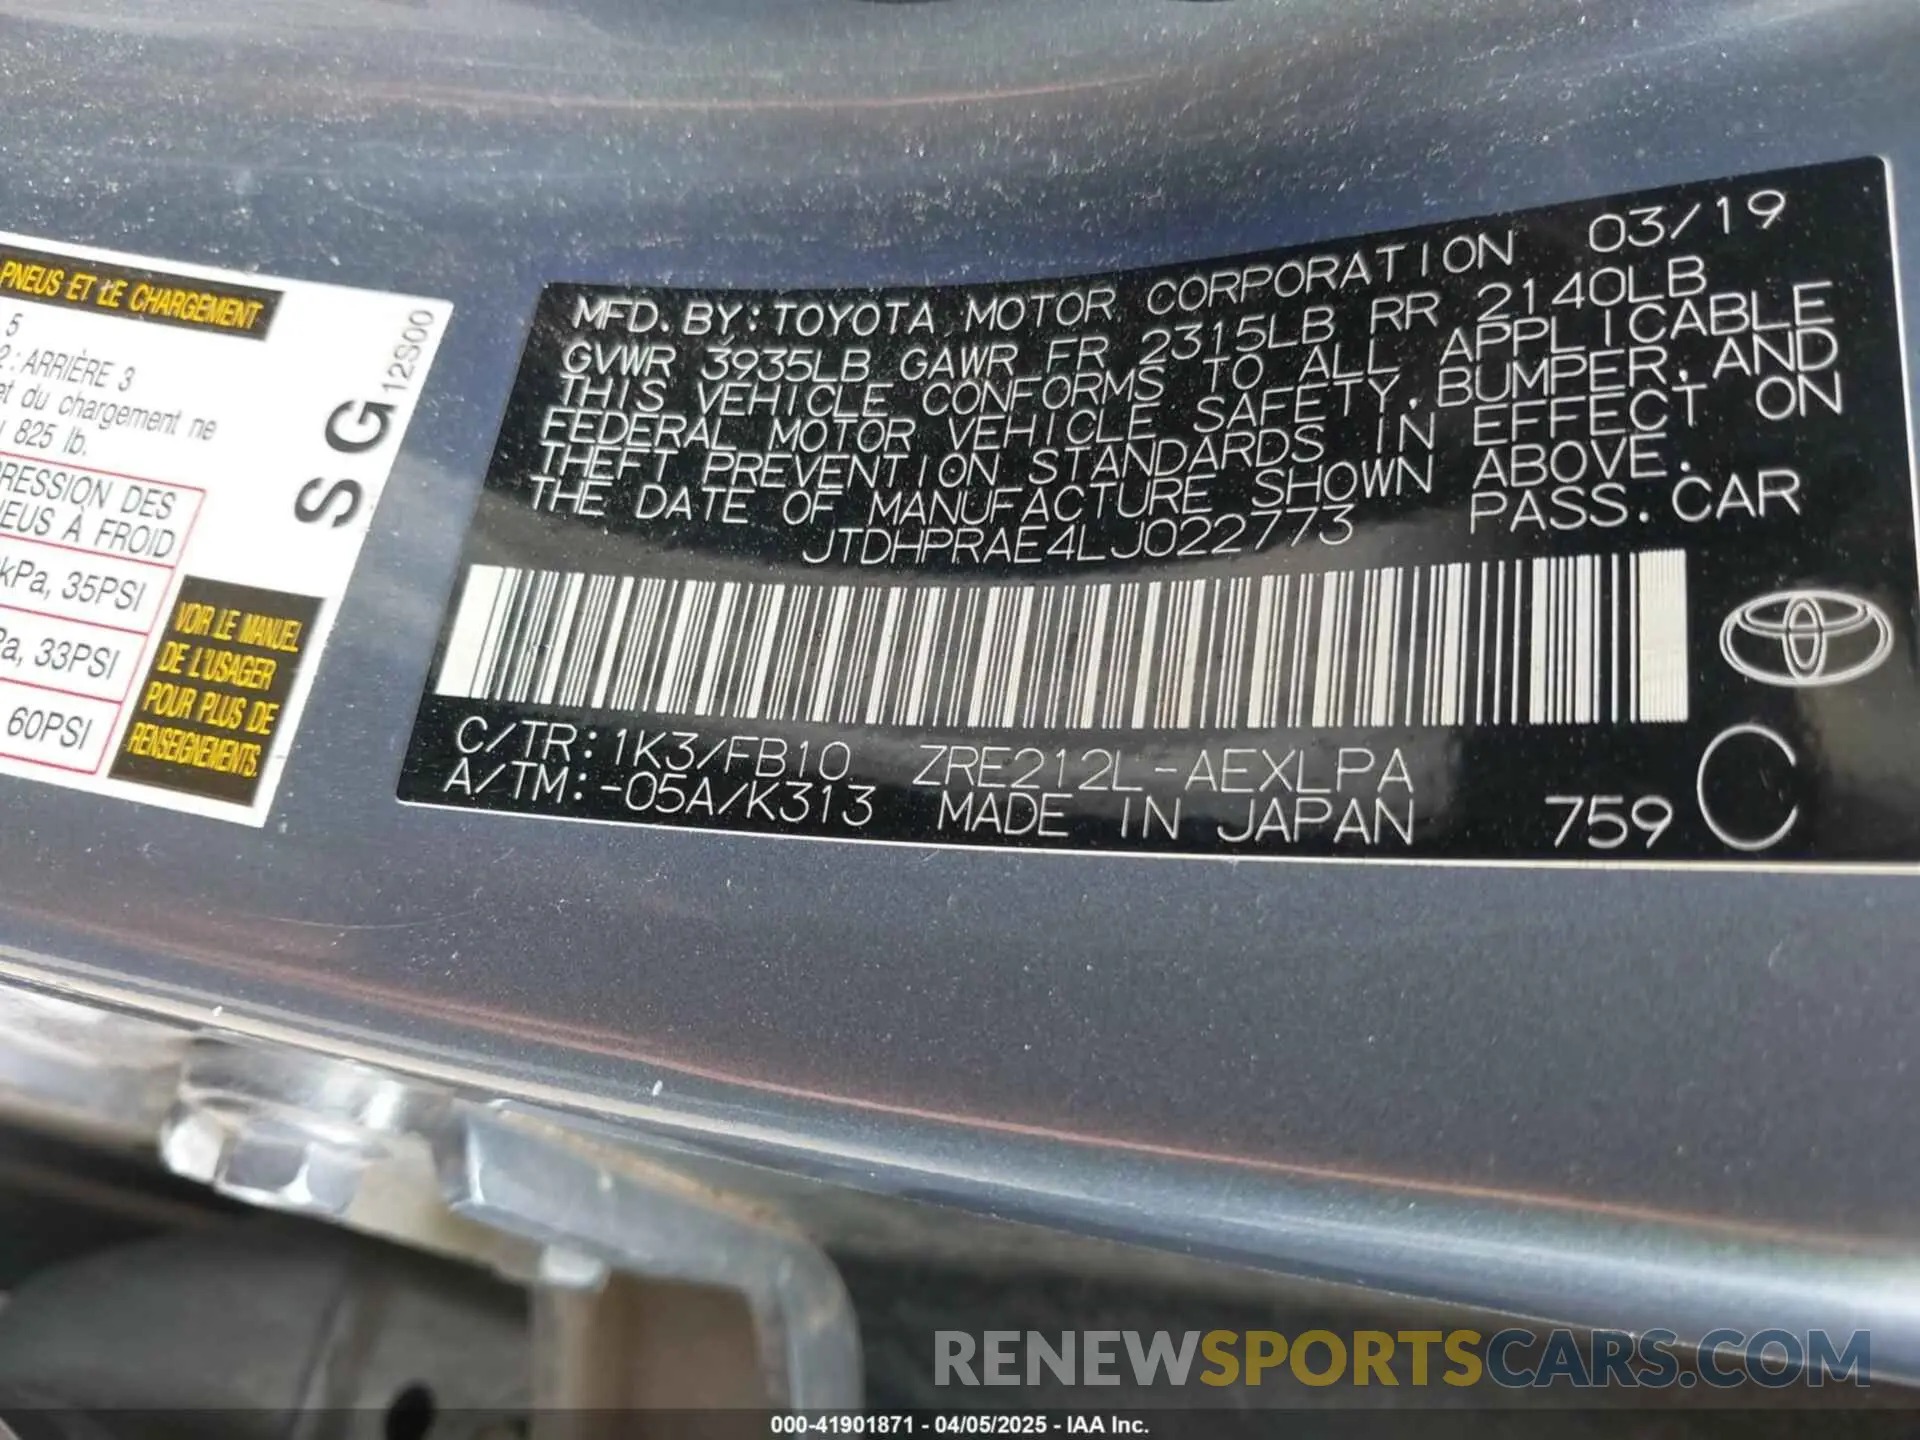 PNEUS ET LE CHARGEMENT
5
2 : ARRIÈRE 3
et du chargement ne
825 lb.
RESSION DES
NEUS À FROID
kPa, 35PSI
Pa, 33PSI
60PSI
VOIR LE MANUEL
DE L'USAGER
POUR PLUS DE
RENSEIGNEMENTS.
SG
12S00
MFD. BY: TOYOTA MOTOR CORPORATION 03/19
GVWR 3935LB GAWR FR 2315LB RR 2140LB
THIS VEHICLE CONFORMS TO ALL APPLICABLE
FEDERAL MOTOR VEHICLE SAFETY, BUMPER, AND
THEFT PREVENTION STANDARDS IN EFFECT ON
THE DATE OF MANUFACTURE SHOWN ABOVE.
JTDHPRAE4LJ022773 PASS. CAR
C/TR: 1K3/FB10 ZRE212L-AEXLPA
A/TM: -05A/K313 MADE IN JAPAN 759 C
RENEWSPORTSCARS.COM
000-41901871 - 04/05/2025 - IAA Inc.